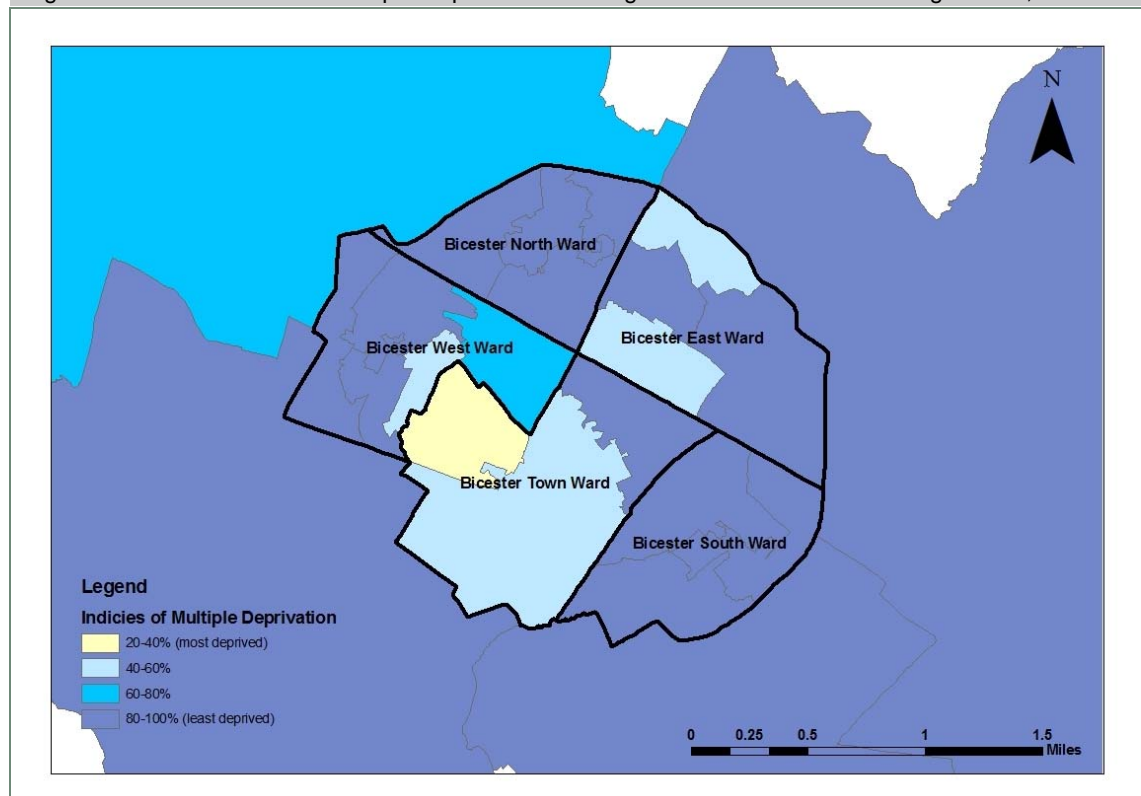 N
Bicester North Ward
Bicester East Ward
Bicester West Ward
Bicester Town Ward
Bicester South Ward
Legend
Indicies of Multiple Deprivation
20-40% (most deprived)
40-60%
60-80%
80-100% (least deprived)
0 0.25 0.5 1 1.5
Miles